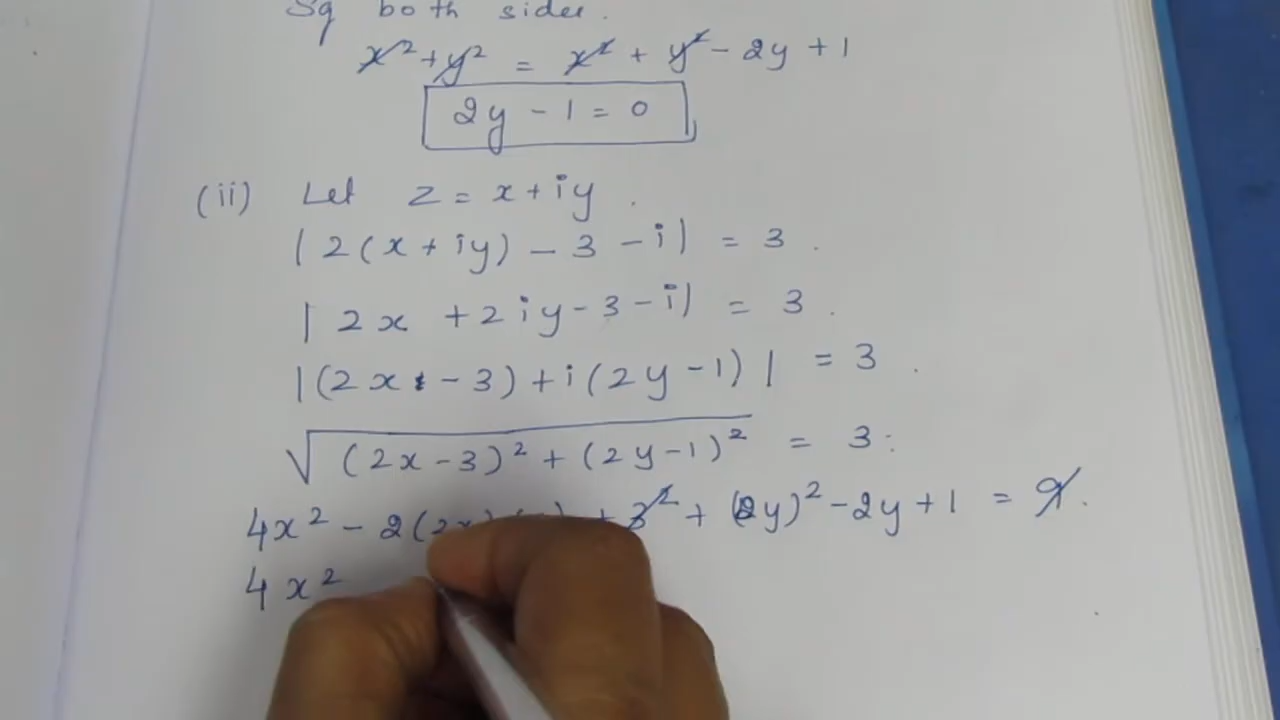 Sq both sides.
x² + y² = x² + y² - 2y + 1
2y - 1 = 0
(ii) Let z = x + iy.
|2(x + iy) - 3 - i| = 3.
|2x + 2iy - 3 - i| = 3.
|(2x - 3) + i(2y - 1)| = 3.
√(2x - 3)² + (2y - 1)² = 3.
4x² - 2(2x) + 3² + (2y)² - 2y + 1 = 9.
4x²